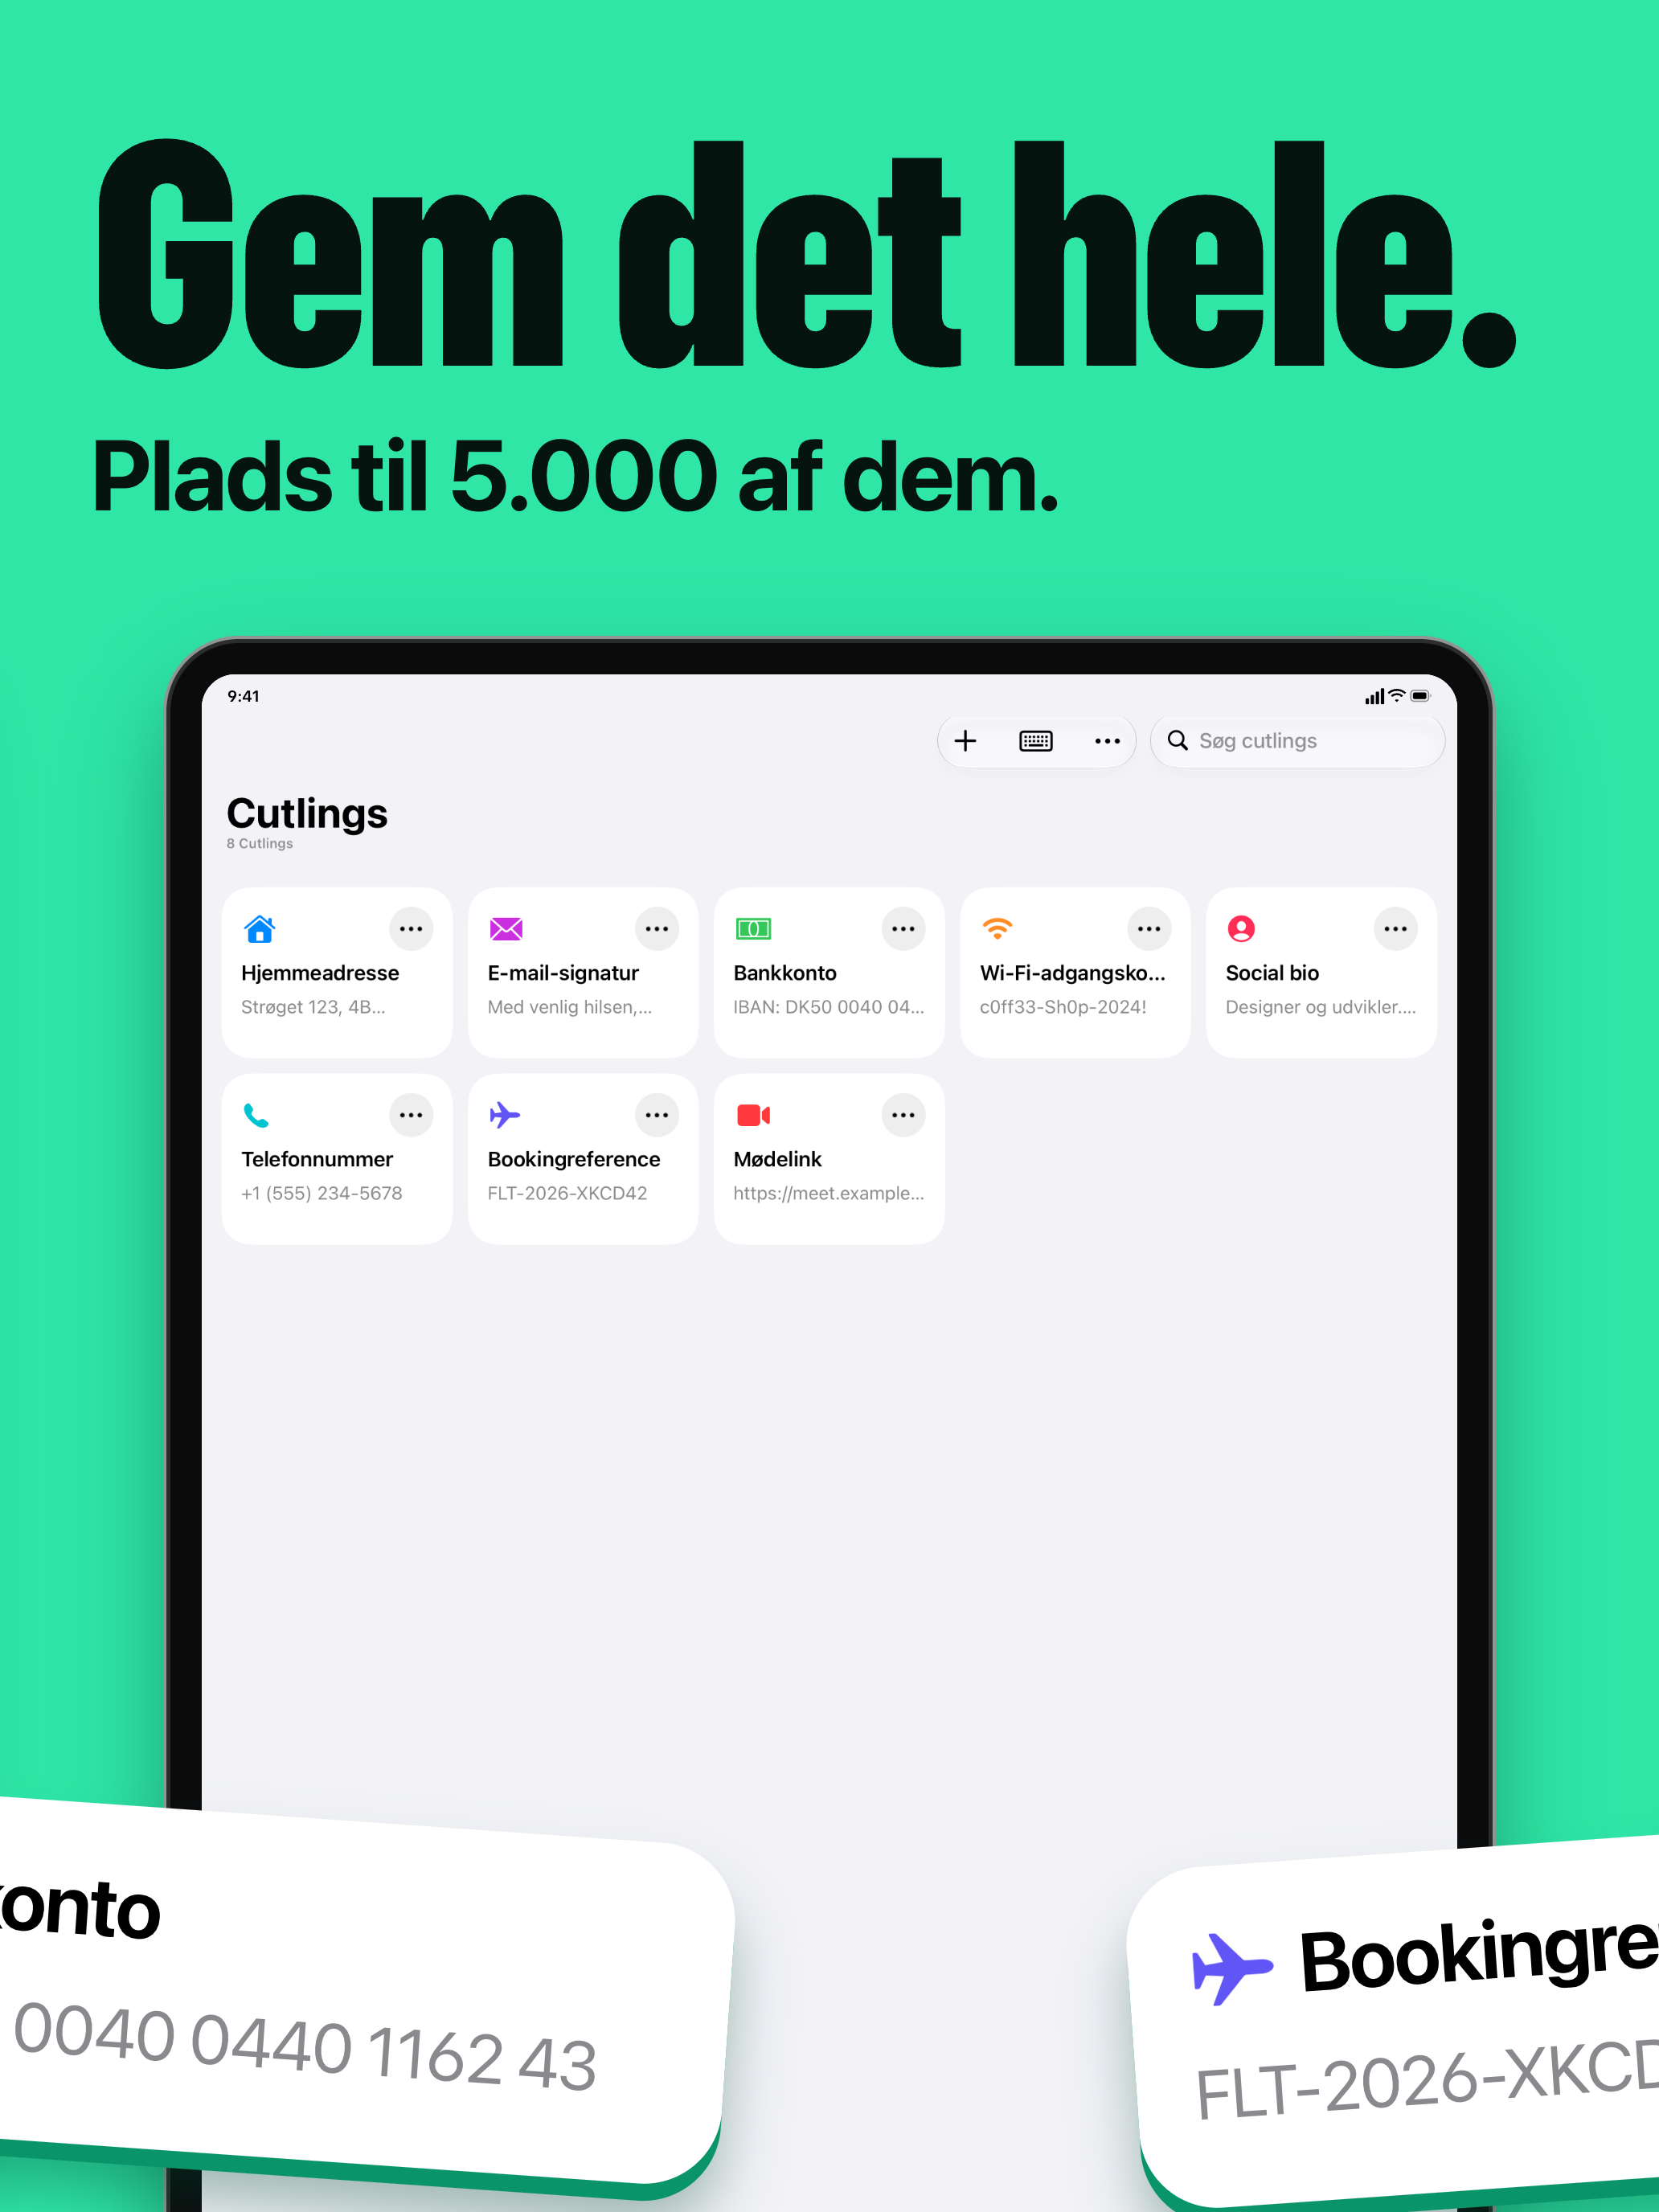 Gem det hele.
Plads til 5.000 af dem.
9:41
Søg cutlings
Cutlings
8 Cutlings
Hjemmeadresse
Strøget 123, 4B...
E-mail-signatur
Med venlig hilsen,...
Bankkonto
IBAN: DK50 0040 04...
Wi-Fi-adgangsko...
c0ff33-Sh0p-2024!
Social bio
Designer og udvikler....
Telefonnummer
+1 (555) 234-5678
Bookingreference
FLT-2026-XKCD42
Mødelink
https://meet.example...
konto
0040 0440 1162 43
Bookingre
FLT-2026-XKCD